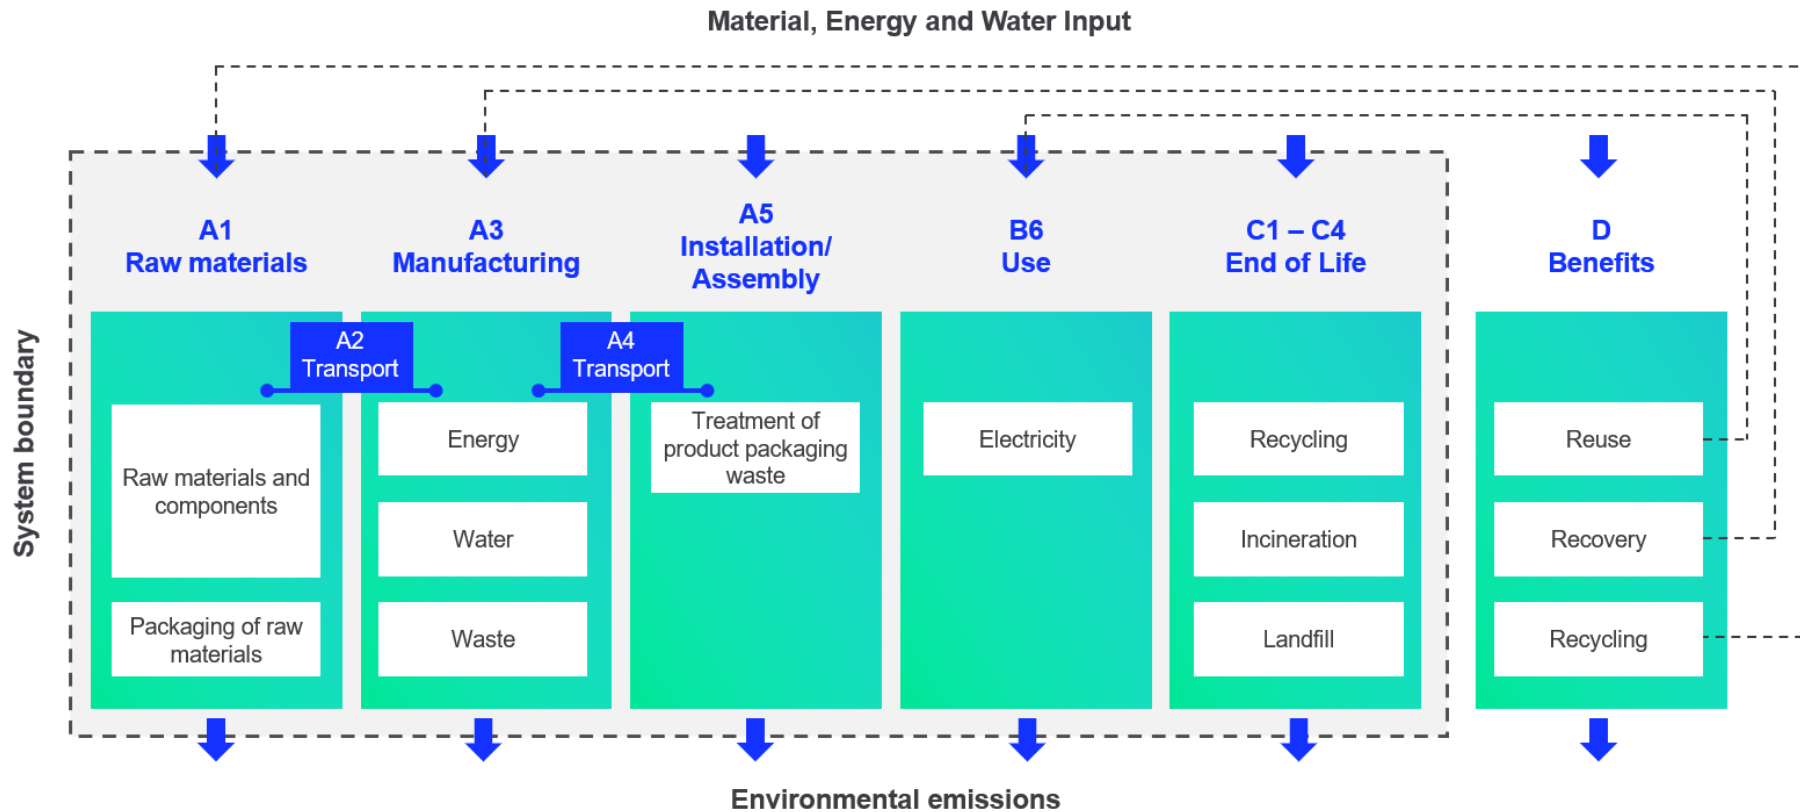 Material, Energy and Water Input
System boundary
A1
Raw materials
A3
Manufacturing
A5
Installation/
Assembly
B6
Use
C1 – C4
End of Life
D
Benefits
A2
Transport
A4
Transport
Raw materials and
components
Packaging of raw
materials
Energy
Water
Waste
Treatment of
product packaging
waste
Electricity
Recycling
Incineration
Landfill
Reuse
Recovery
Recycling
Environmental emissions